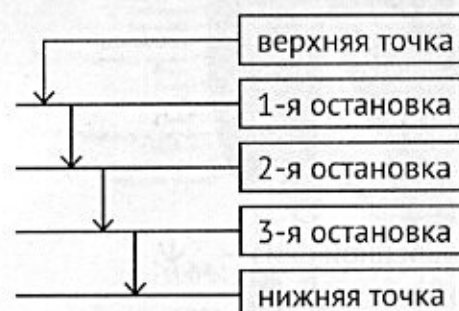 верхняя точка
1-я остановка
2-я остановка
3-я остановка
нижняя точка